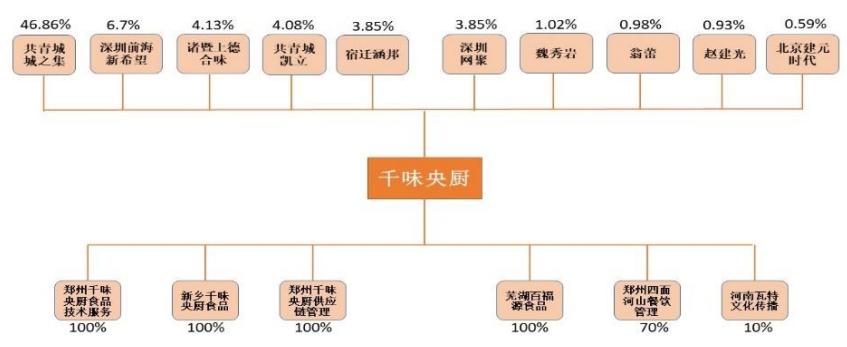 46.86%
6.7%
4.13%
4.08%
3.85%
3.85%
1.02%
0.98%
0.93%
0.59%
共青城
城之集
深圳前海
新希望
诸暨上德
合味
共青城
凯立
宿迁涵邦
深圳
网聚
魏秀岩
翁蕾
赵建光
北京建元
时代
千味央厨
郑州千味
央厨食品
技术服务
100%
新乡千味
央厨食品
100%
郑州千味
央厨供应
链管理
100%
芜湖百福
源食品
100%
郑州四面
河山餐饮
管理
70%
河南瓦特
文化传播
10%